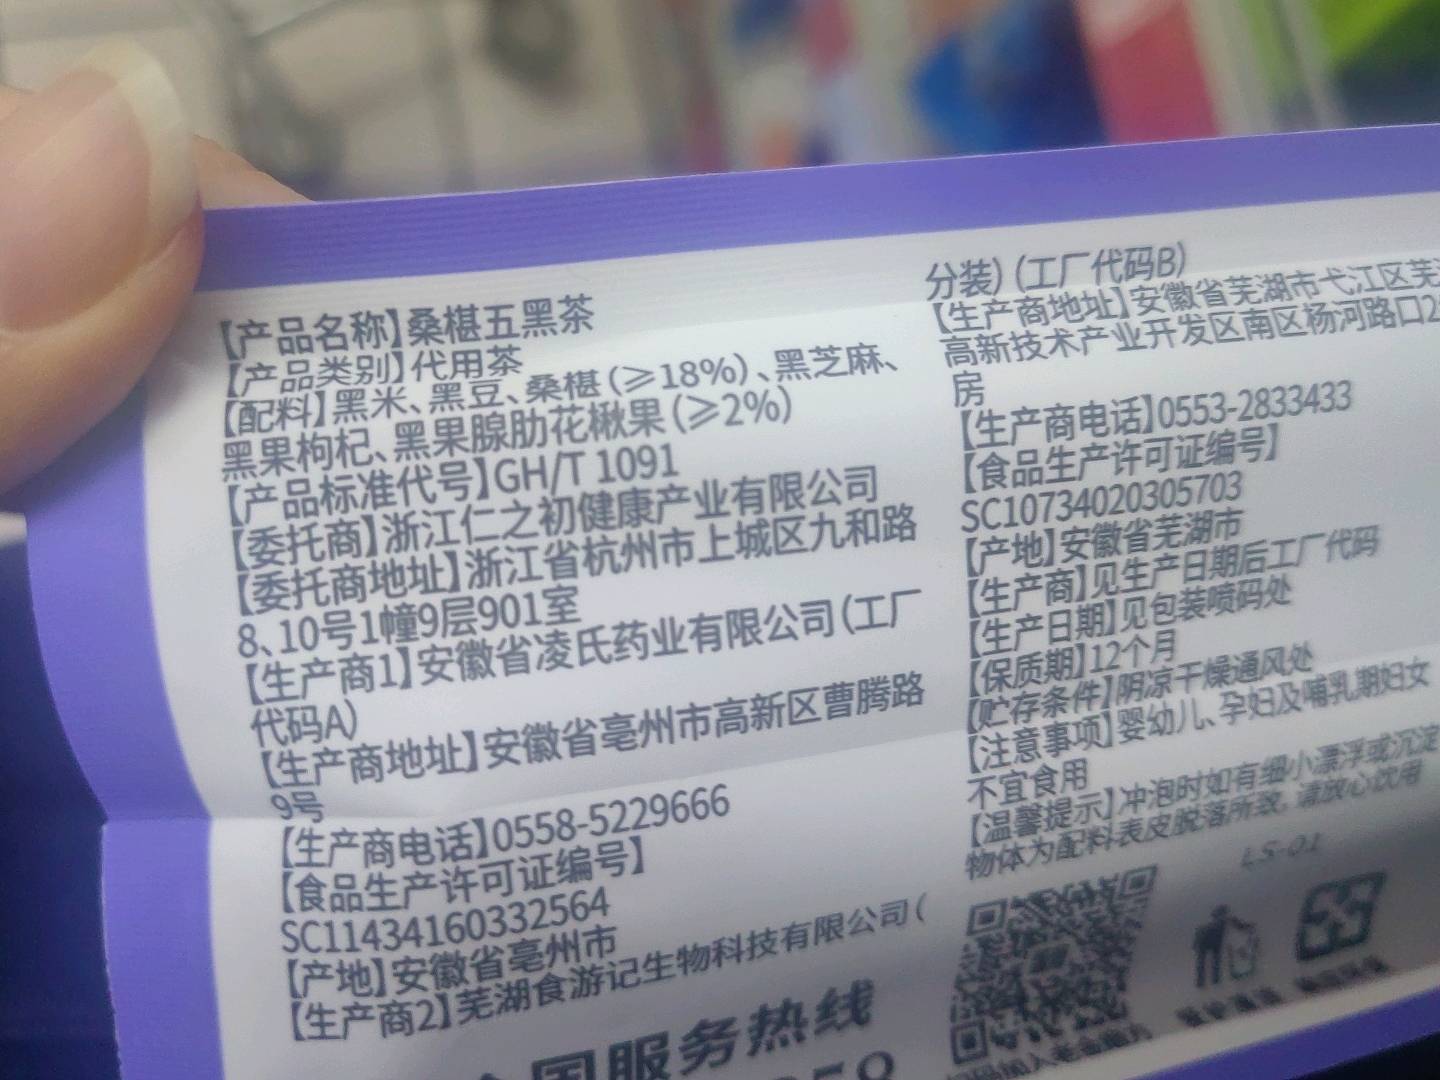 【产品名称】桑椹五黑茶
【产品类别】代用茶
【配料】黑米、黑豆、桑椹(≥18%)、黑芝麻、
黑果枸杞、黑果腺肋花楸果(≥2%)
【产品标准代号】GH/T 1091
【委托商】浙江仁之初健康产业有限公司
【委托商地址】浙江省杭州市上城区九和路
8、10号1幢9层901室
【生产商1】安徽省凌氏药业有限公司(工厂
代码A)
【生产商地址】安徽省亳州市高新区曹腾路
9号
【生产商电话】0558-5229666
【食品生产许可证编号】
SC11434160332564
【产地】安徽省亳州市
【生产商2】芜湖食游记生物科技有限公司(
分装)(工厂代码B)
【生产商地址】安徽省芜湖市弋江区芜
高新技术产业开发区南区杨河路口2
房
【生产商电话】0553-2833433
【食品生产许可证编号】
SC10734020305703
【产地】安徽省芜湖市
【生产商】见生产日期后工厂代码
【生产日期】见包装喷码处
【保质期】12个月
【贮存条件】阴凉干燥通风处
【注意事项】婴幼儿、孕妇及哺乳期妇女
不宜食用
【温馨提示】冲泡时如有细小漂浮或沉淀
物体为配料表皮脱落所致,请放心饮用
LS-01
全国服务热线